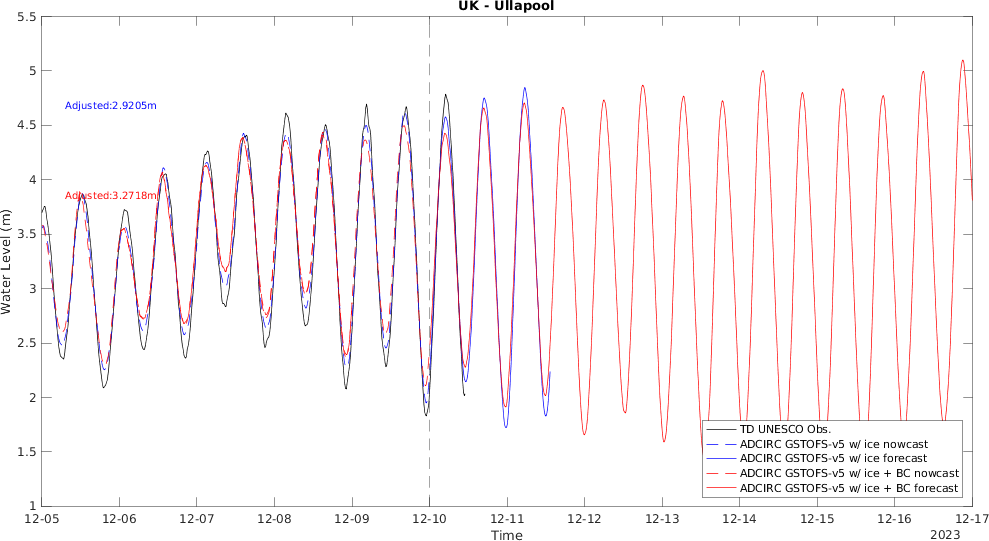 UK - Ullapool
5.5
5
4.5
4
3.5
3
2.5
2
1.5
1
Water Level (m)
Adjusted:2.9205m
Adjusted:3.2718m
TD UNESCO Obs.
ADCIRC GSTOFS-v5 w/ ice nowcast
ADCIRC GSTOFS-v5 w/ ice forecast
ADCIRC GSTOFS-v5 w/ ice + BC nowcast
ADCIRC GSTOFS-v5 w/ ice + BC forecast
12-05 12-06 12-07 12-08 12-09 12-10 12-11 12-12 12-13 12-14 12-15 12-16 12-17
Time
2023